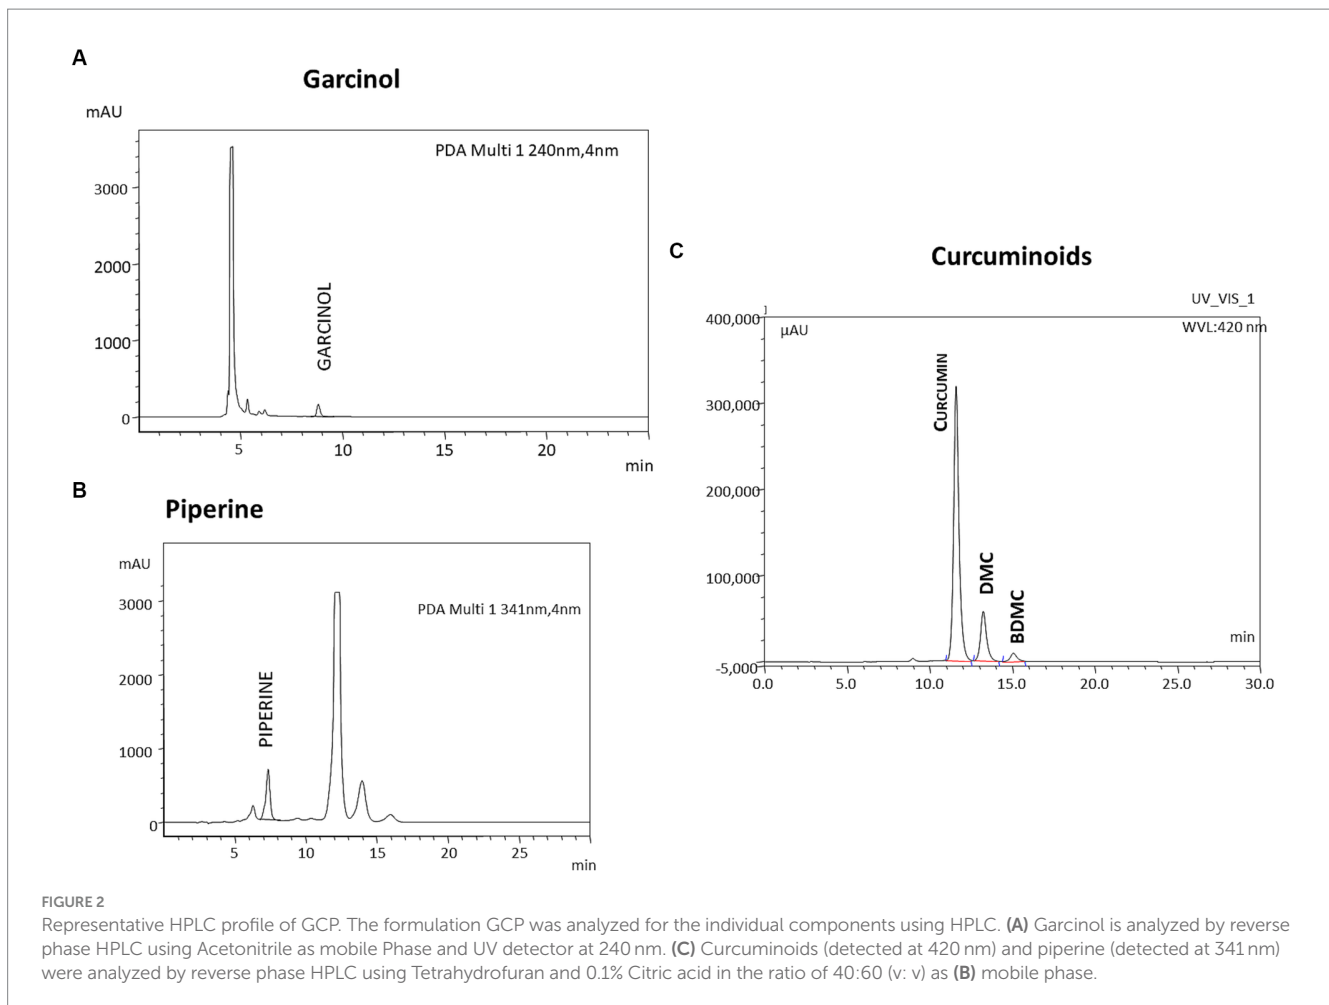 A
Garcinol
mAU
PDA Multi 1 240nm,4nm
3000
2000
1000
0
GARCINOL
5 10 15 20
min
B
Piperine
mAU
PDA Multi 1 341nm,4nm
3000
2000
1000
0
PIPERINE
5 10 15 20 25
min
C
Curcuminoids
UV_VIS_1
400,000
µAU
WVL:420 nm
300,000
200,000
100,000
-5,000
CURCUMIN
DMC
BDMC
min
0.0 5.0 10.0 15.0 20.0 25.0 30.0
FIGURE 2
Representative HPLC profile of GCP. The formulation GCP was analyzed for the individual components using HPLC. (A) Garcinol is analyzed by reverse
phase HPLC using Acetonitrile as mobile Phase and UV detector at 240 nm. (C) Curcuminoids (detected at 420 nm) and piperine (detected at 341 nm)
were analyzed by reverse phase HPLC using Tetrahydrofuran and 0.1% Citric acid in the ratio of 40:60 (v: v) as (B) mobile phase.